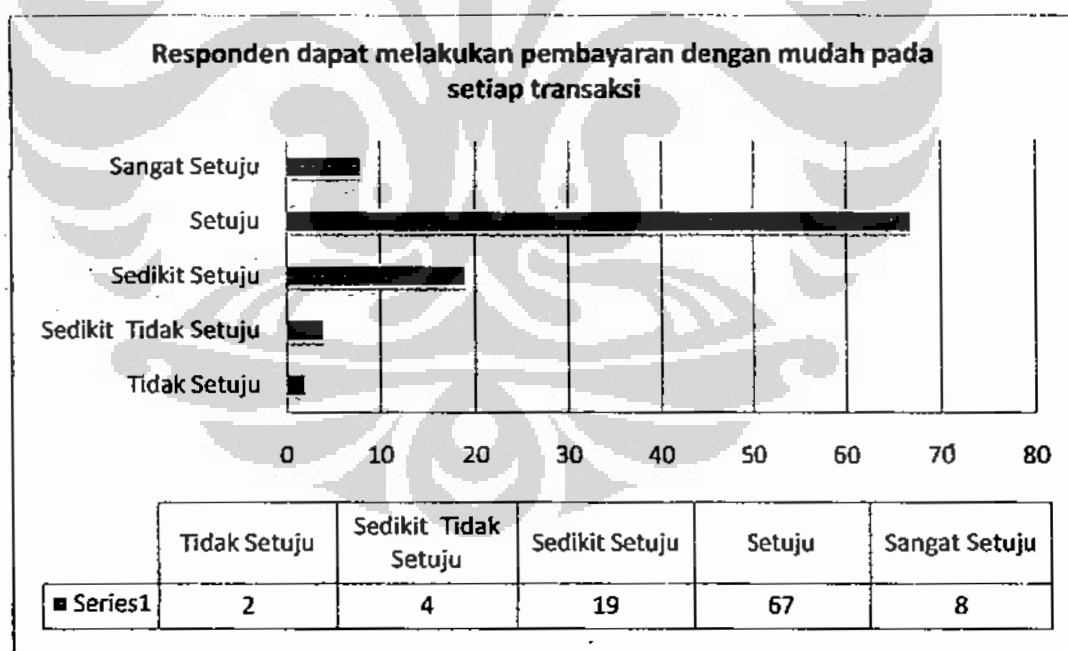 Responden dapat melakukan pembayaran dengan mudah pada
setiap transaksi
Sangat Setuju
Setuju
Sedikit Setuju
Sedikit Tidak Setuju
Tidak Setuju
0 10 20 30 40 50 60 70 80
Tidak Setuju Sedikit Tidak Setuju Sedikit Setuju Setuju Sangat Setuju
Series1 2 4 19 67 8